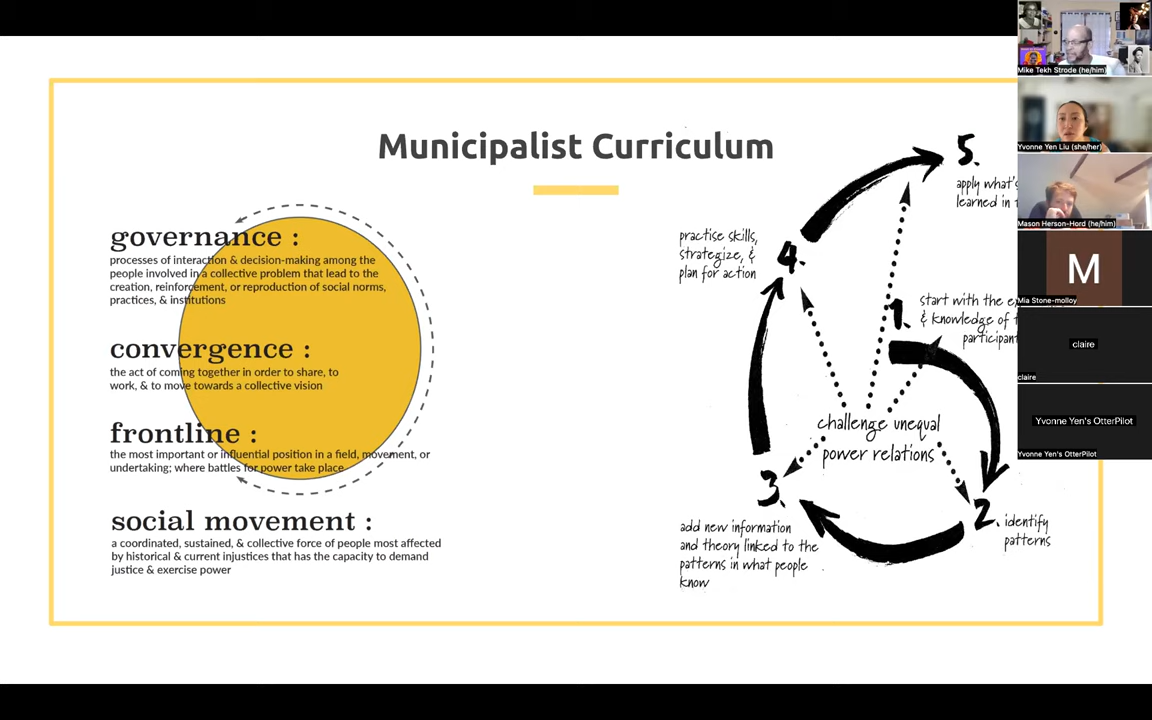 Municipalist Curriculum
governance :
processes of interaction & decision-making among the
people involved in a collective problem that lead to the
creation, reinforcement, or reproduction of social norms,
practices, & institutions
convergence :
the act of coming together in order to share, to
work, & to move towards a collective vision
frontline :
the most important or influential position in a field, movement, or
undertaking; where battles for power take place
social movement :
a coordinated, sustained, & collective force of people most affected
by historical & current injustices that has the capacity to demand
justice & exercise power
5.
apply what's
learned in
practise skills,
strategize, &
plan for action
4.
1.
start with the
& knowledge of
participant
challenge unequal
power relations
3.
add new information
and theory linked to the
patterns in what people
know
2.
identify
patterns
Mike Tekh Strode (he/him)
Yvonne Yen Liu (she/her)
Mason Herson-Hord (he/him)
M
Mia Stone-molloy
claire
claire
Yvonne Yen's OtterPilot
Yvonne Yen's OtterPilot